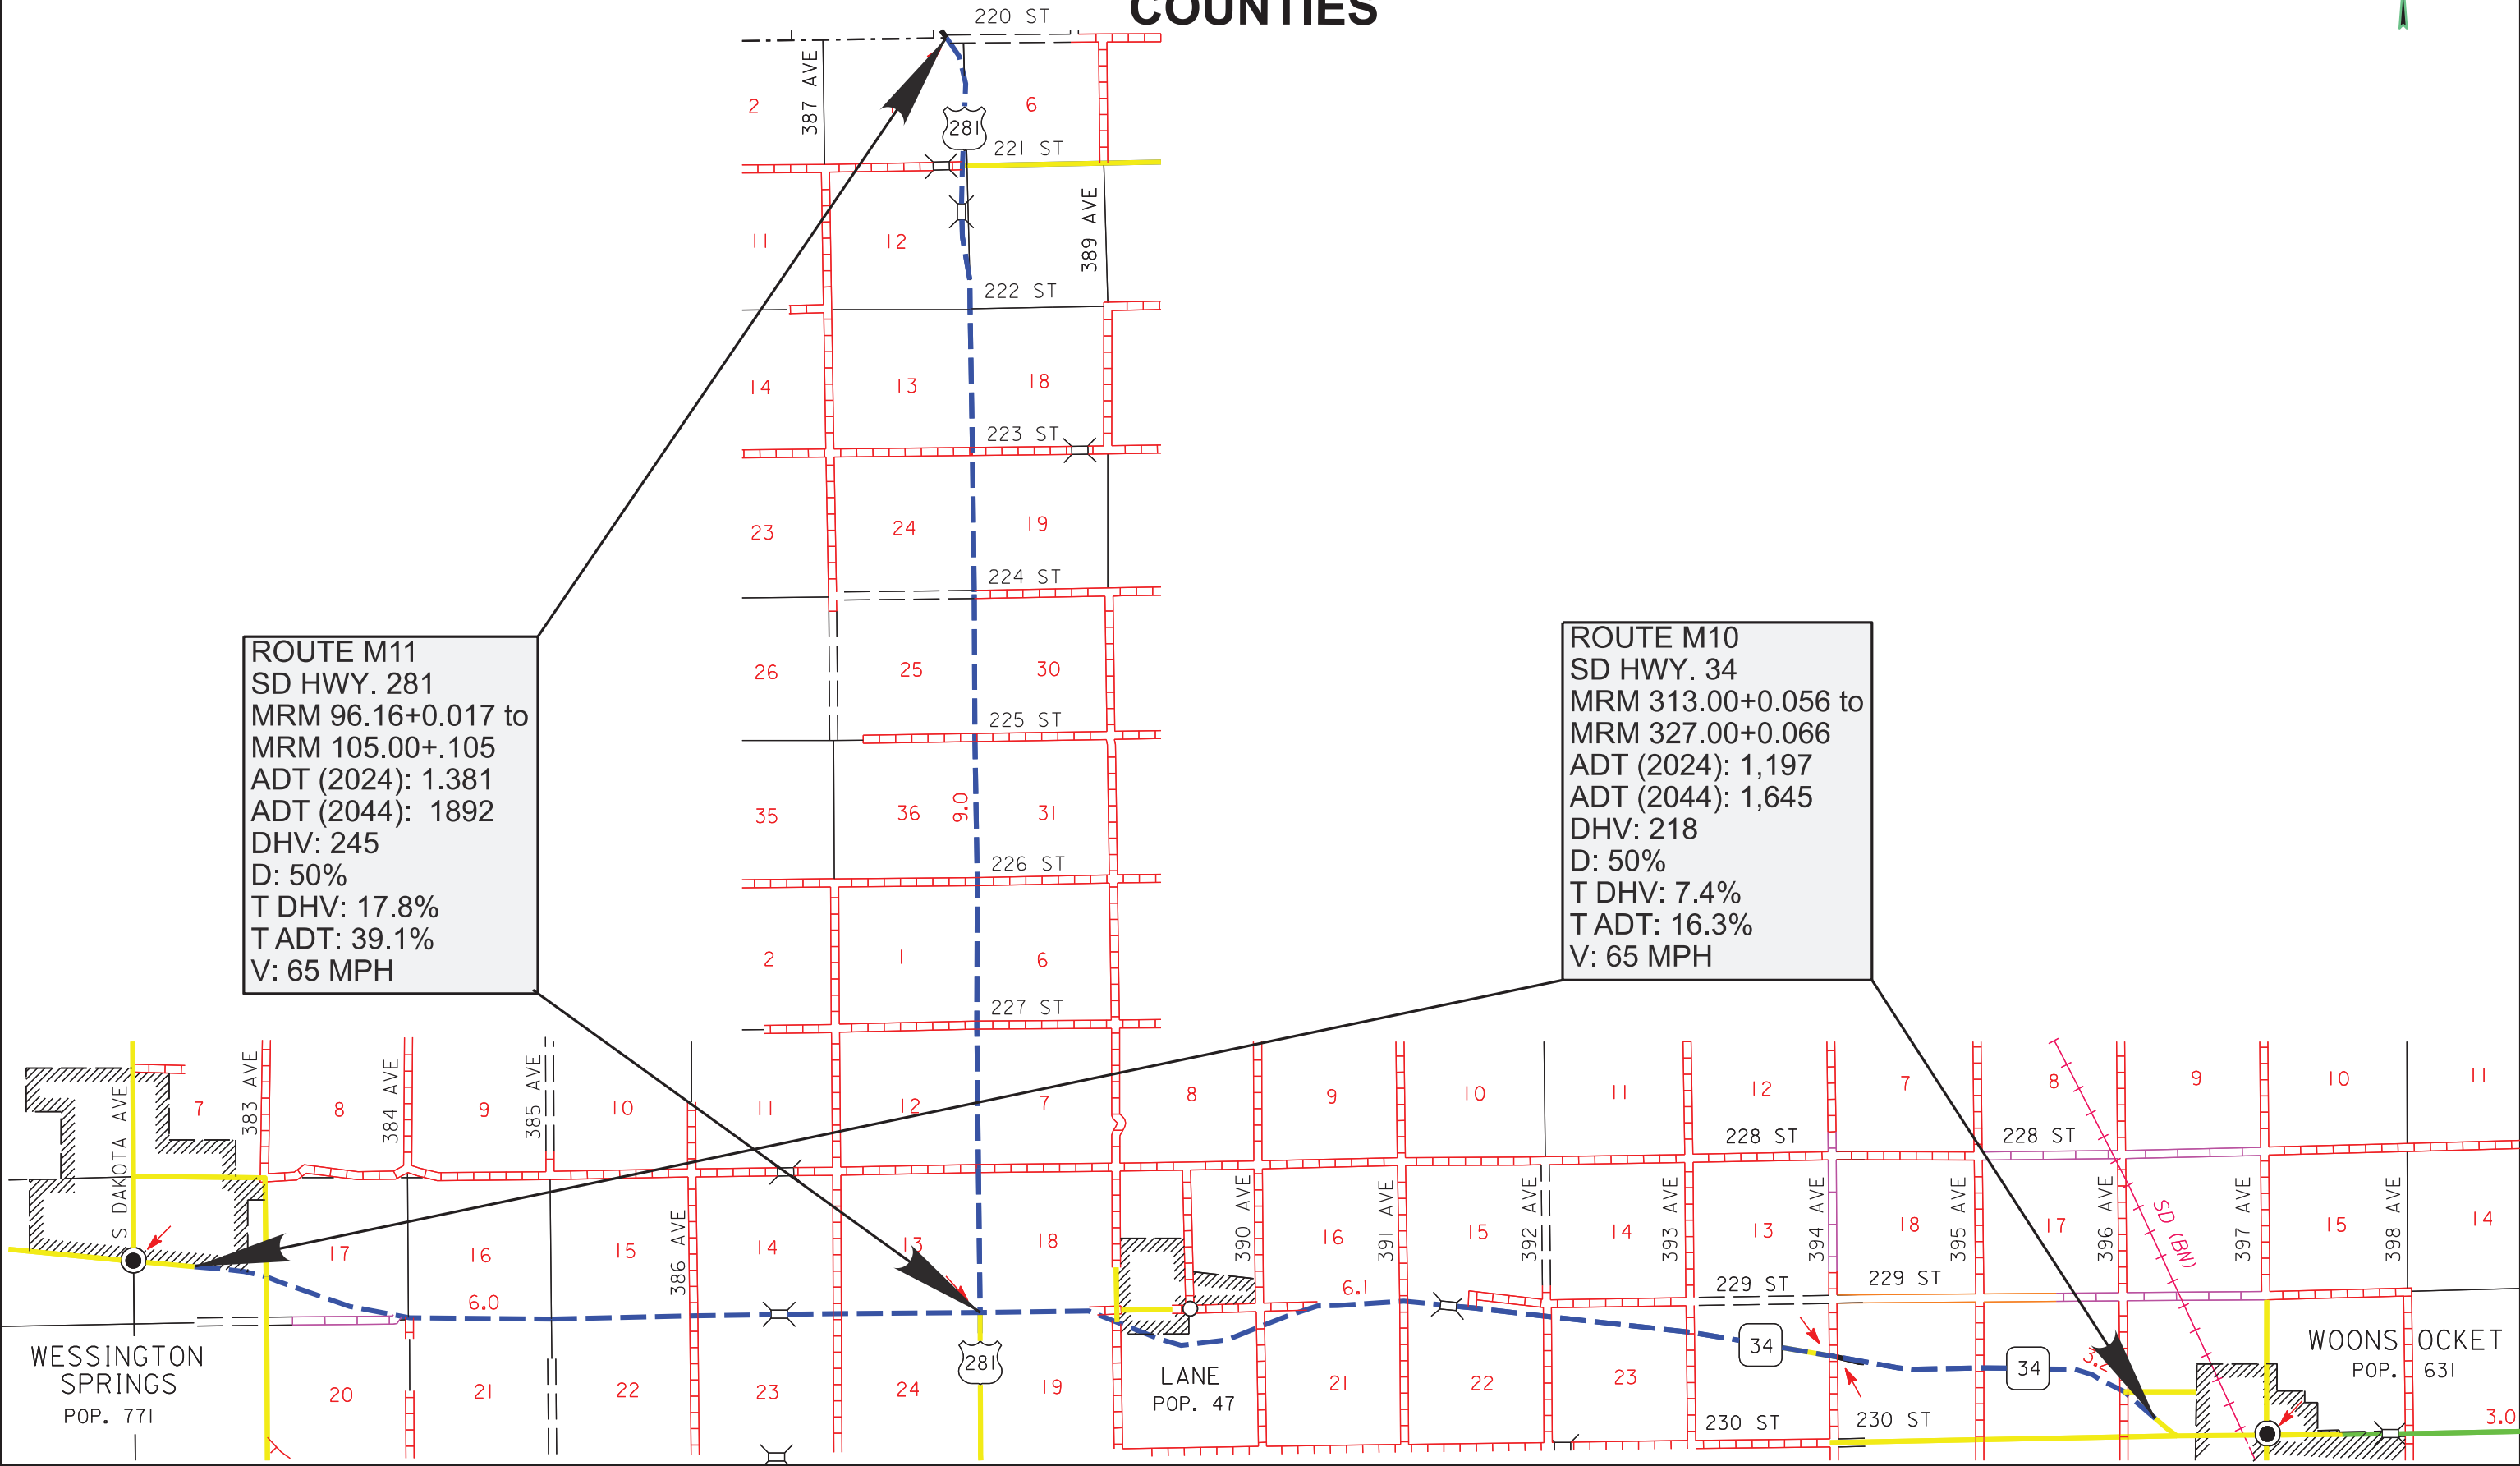 COUNTIES
220 ST
387 AVE
2
6
281
221 ST
389 AVE
11
12
222 ST
14
13
18
223 ST
23
24
19
224 ST
ROUTE M11
SD HWY. 281
MRM 96.16+0.017 to
MRM 105.00+.105
ADT (2024): 1.381
ADT (2044): 1892
DHV: 245
D: 50%
T DHV: 17.8%
T ADT: 39.1%
V: 65 MPH
26
25
30
225 ST
35
36
9.0
31
226 ST
2
1
6
227 ST
ROUTE M10
SD HWY. 34
MRM 313.00+0.056 to
MRM 327.00+0.066
ADT (2024): 1,197
ADT (2044): 1,645
DHV: 218
D: 50%
T DHV: 7.4%
T ADT: 16.3%
V: 65 MPH
S DAKOTA AVE
7
383 AVE
8
384 AVE
9
385 AVE
10
11
12
7
8
9
10
11
12
7
8
9
10
11
228 ST
228 ST
17
16
15
386 AVE
14
13
18
390 AVE
16
391 AVE
15
392 AVE
14
393 AVE
13
394 AVE
18
395 AVE
17
396 AVE
SD (BN)
397 AVE
15
398 AVE
14
6.0
6.1
229 ST
229 ST
34
34
3.2
WESSINGTON
SPRINGS
POP. 771
20
21
22
23
24
281
19
LANE
POP. 47
21
22
23
230 ST
230 ST
WOONSOCKET
POP. 631
3.0